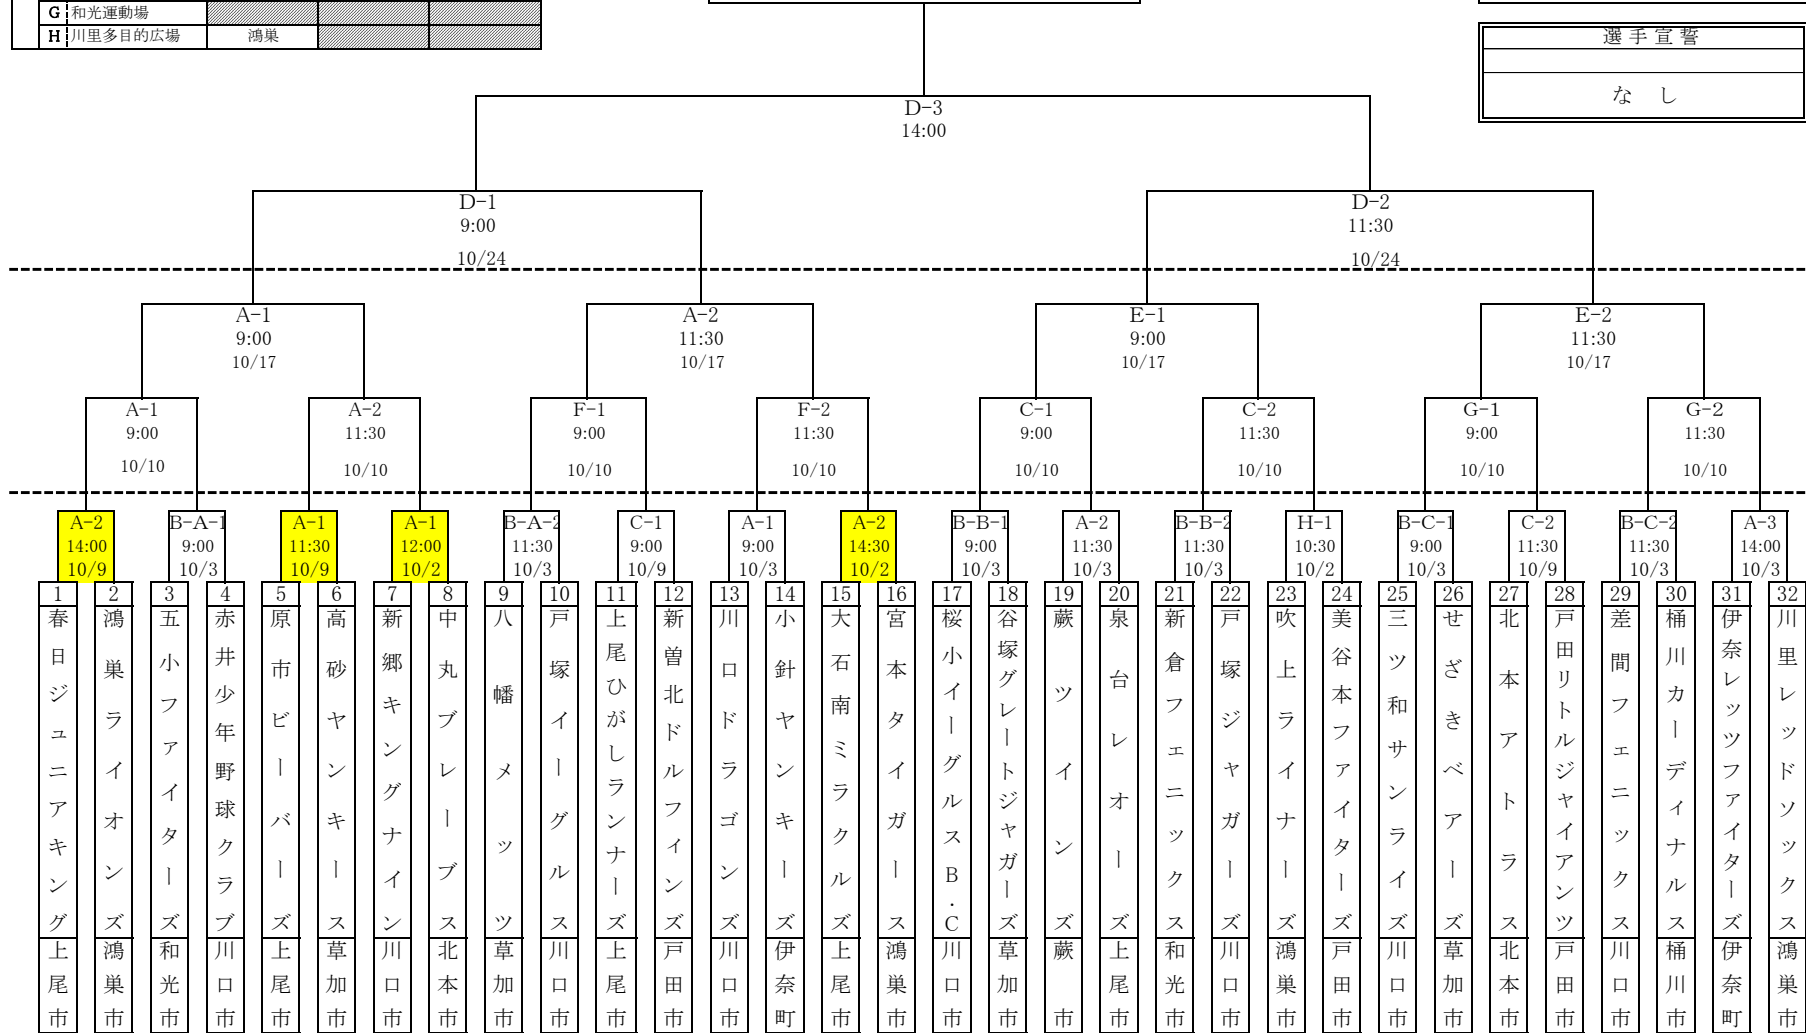 G 和光運動場
H 川里多目的広場 鴻巣
選手宣誓
なし
D-3
14:00
D-1 D-2
9:00 11:30
10/24 10/24
A-1 A-2 E-1 E-2
9:00 11:30 9:00 11:30
10/17 10/17 10/17 10/17
A-1 A-2 F-1 F-2 C-1 C-2 G-1 G-2
9:00 11:30 9:00 11:30 9:00 11:30 9:00 11:30
10/10 10/10 10/10 10/10 10/10 10/10 10/10 10/10
A-2 B-A-1 A-1 A-1 B-A-2 C-1 A-1 A-2 B-B-1 A-2 B-B-2 H-1 B-C-1 C-2 B-C-2 A-3
14:00 9:00 11:30 12:00 11:30 9:00 9:00 14:30 9:00 11:30 11:30 10:30 9:00 11:30 11:30 14:00
10/9 10/3 10/9 10/2 10/3 10/9 10/3 10/2 10/3 10/3 10/3 10/2 10/3 10/9 10/3 10/3
1 春日ジュニアキング 上尾市
2 鴻巣ライオンズ 鴻巣市
3 五小ファイターズ 和光市
4 赤井少年野球クラブ 川口市
5 原市ビーバーズ 上尾市
6 高砂ヤンキース 草加市
7 新郷キングナイン 川口市
8 中丸ブレーブス 北本市
9 八幡メッツ 草加市
10 戸塚イーグルス 川口市
11 上尾ひがしランナーズ 上尾市
12 新曽北ドルフィンズ 戸田市
13 川口ドラゴンズ 川口市
14 小針ヤンキーズ 伊奈町
15 大石南ミラクルズ 上尾市
16 宮本タイガース 鴻巣市
17 桜小イーグルスB.C 川口市
18 谷塚グレートジャガーズ 草加市
19 蕨ツインズ 蕨市
20 泉台レオーズ 上尾市
21 新倉フェニックス 和光市
22 戸塚ジャガーズ 川口市
23 吹上ライナーズ 鴻巣市
24 美谷本ファイターズ 戸田市
25 三ツ和サンライズ 川口市
26 せざきベアーズ 草加市
27 北本アトラス 北本市
28 戸田リトルジャイアンツ 戸田市
29 差間フェニックス 川口市
30 桶川カーディナルス 桶川市
31 伊奈レッツファイターズ 伊奈町
32 川里レッドソックス 鴻巣市